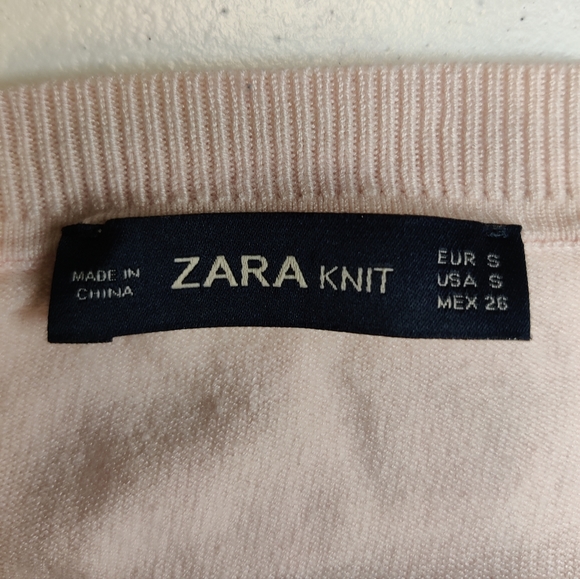 MADE IN
CHINA
ZARA KNIT
EUR S
USA S
MEX 26